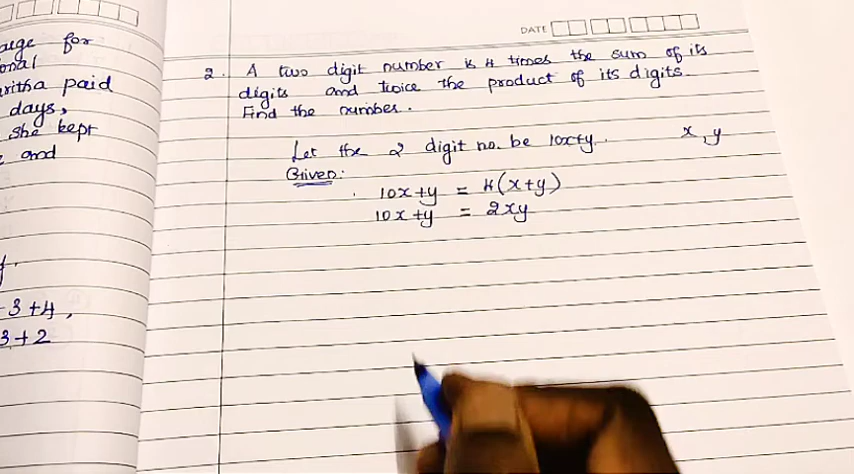 arge for
onal
aritha paid
days,
she kept
and
-3+4,
3+2
DATE
2. A two digit number is 4 times the sum of its
digits and twice the product of its digits.
Find the number.
Let the 2 digit no. be 10x+y. x, y
Given:
10x+y = 4(x+y)
10x+y = 2xy